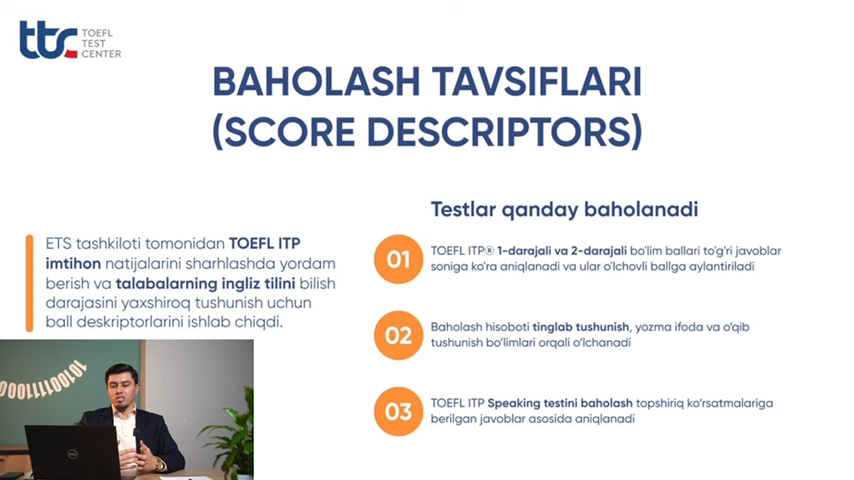 ttc TOEFL
TEST
CENTER
BAHOLASH TAVSIFLARI
(SCORE DESCRIPTORS)
ETS tashkiloti tomonidan TOEFL ITP
imtihon natijalarini sharhlashda yordam
berish va talabalarning ingliz tilini bilish
darajasini yaxshiroq tushunish uchun
ball deskriptorlarini ishlab chiqdi.
Testlar qanday baholanadi
01
TOEFL ITP® 1-darajali va 2-darajali bo'lim ballari to'g'ri javoblar
soniga ko'ra aniqlanadi va ular o'lchovli ballga aylantiriladi
02
Baholash hisoboti tinglab tushunish, yozma ifoda va o‘qib
tushunish bo‘limlari orqali o‘lchanadi
03
TOEFL ITP Speaking testini baholash topshiriq ko‘rsatmalariga
berilgan javoblar asosida aniqlanadi
DELL